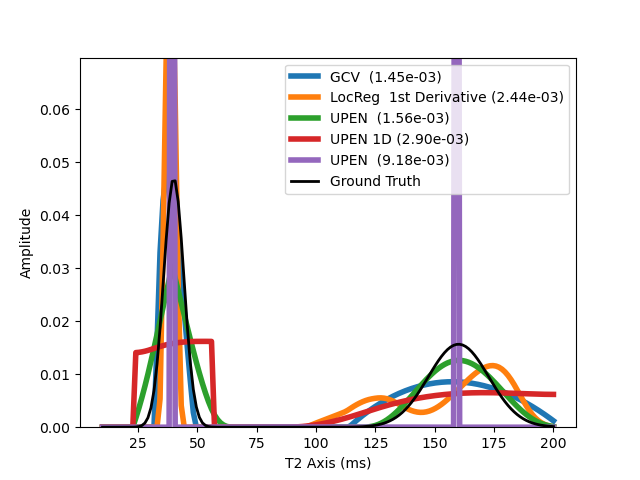 GCV  (1.45e-03)
LocReg  1st Derivative (2.44e-03)
UPEN  (1.56e-03)
UPEN 1D (2.90e-03)
UPEN  (9.18e-03)
Ground Truth
Amplitude
0.06
0.05
0.04
0.03
0.02
0.01
0.00
25 50 75 100 125 150 175 200
T2 Axis (ms)